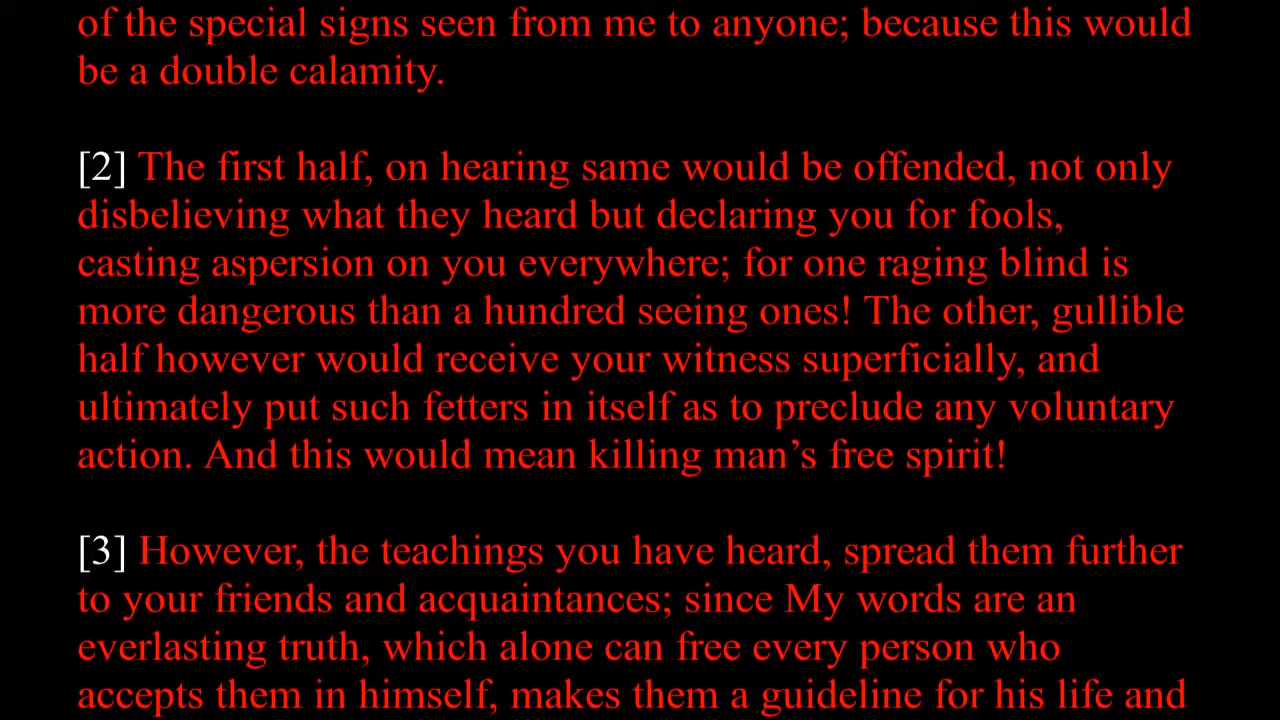 of the special signs seen from me to anyone; because this would
be a double calamity.
[2] The first half, on hearing same would be offended, not only
disbelieving what they heard but declaring you for fools,
casting aspersion on you everywhere; for one raging blind is
more dangerous than a hundred seeing ones! The other, gullible
half however would receive your witness superficially, and
ultimately put such fetters in itself as to preclude any voluntary
action. And this would mean killing man’s free spirit!
[3] However, the teachings you have heard, spread them further
to your friends and acquaintances; since My words are an
everlasting truth, which alone can free every person who
accepts them in himself, makes them a guideline for his life and